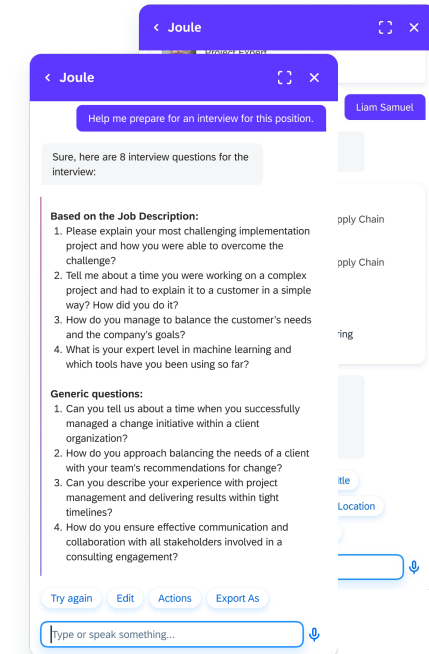 Joule
Project Expert
Liam Samuel
pply Chain
pply Chain
ring
itle
Location
Joule
Help me prepare for an interview for this position.
Sure, here are 8 interview questions for the
interview:
Based on the Job Description:
1. Please explain your most challenging implementation
project and how you were able to overcome the
challenge?
2. Tell me about a time you were working on a complex
project and had to explain it to a customer in a simple
way? How did you do it?
3. How do you manage to balance the customer's needs
and the company's goals?
4. What is your expert level in machine learning and
which tools have you been using so far?
Generic questions:
1. Can you tell us about a time when you successfully
managed a change initiative within a client
organization?
2. How do you approach balancing the needs of a client
with your team's recommendations for change?
3. Can you describe your experience with project
management and delivering results within tight
timelines?
4. How do you ensure effective communication and
collaboration with all stakeholders involved in a
consulting engagement?
Try again Edit Actions Export As
Type or speak something...